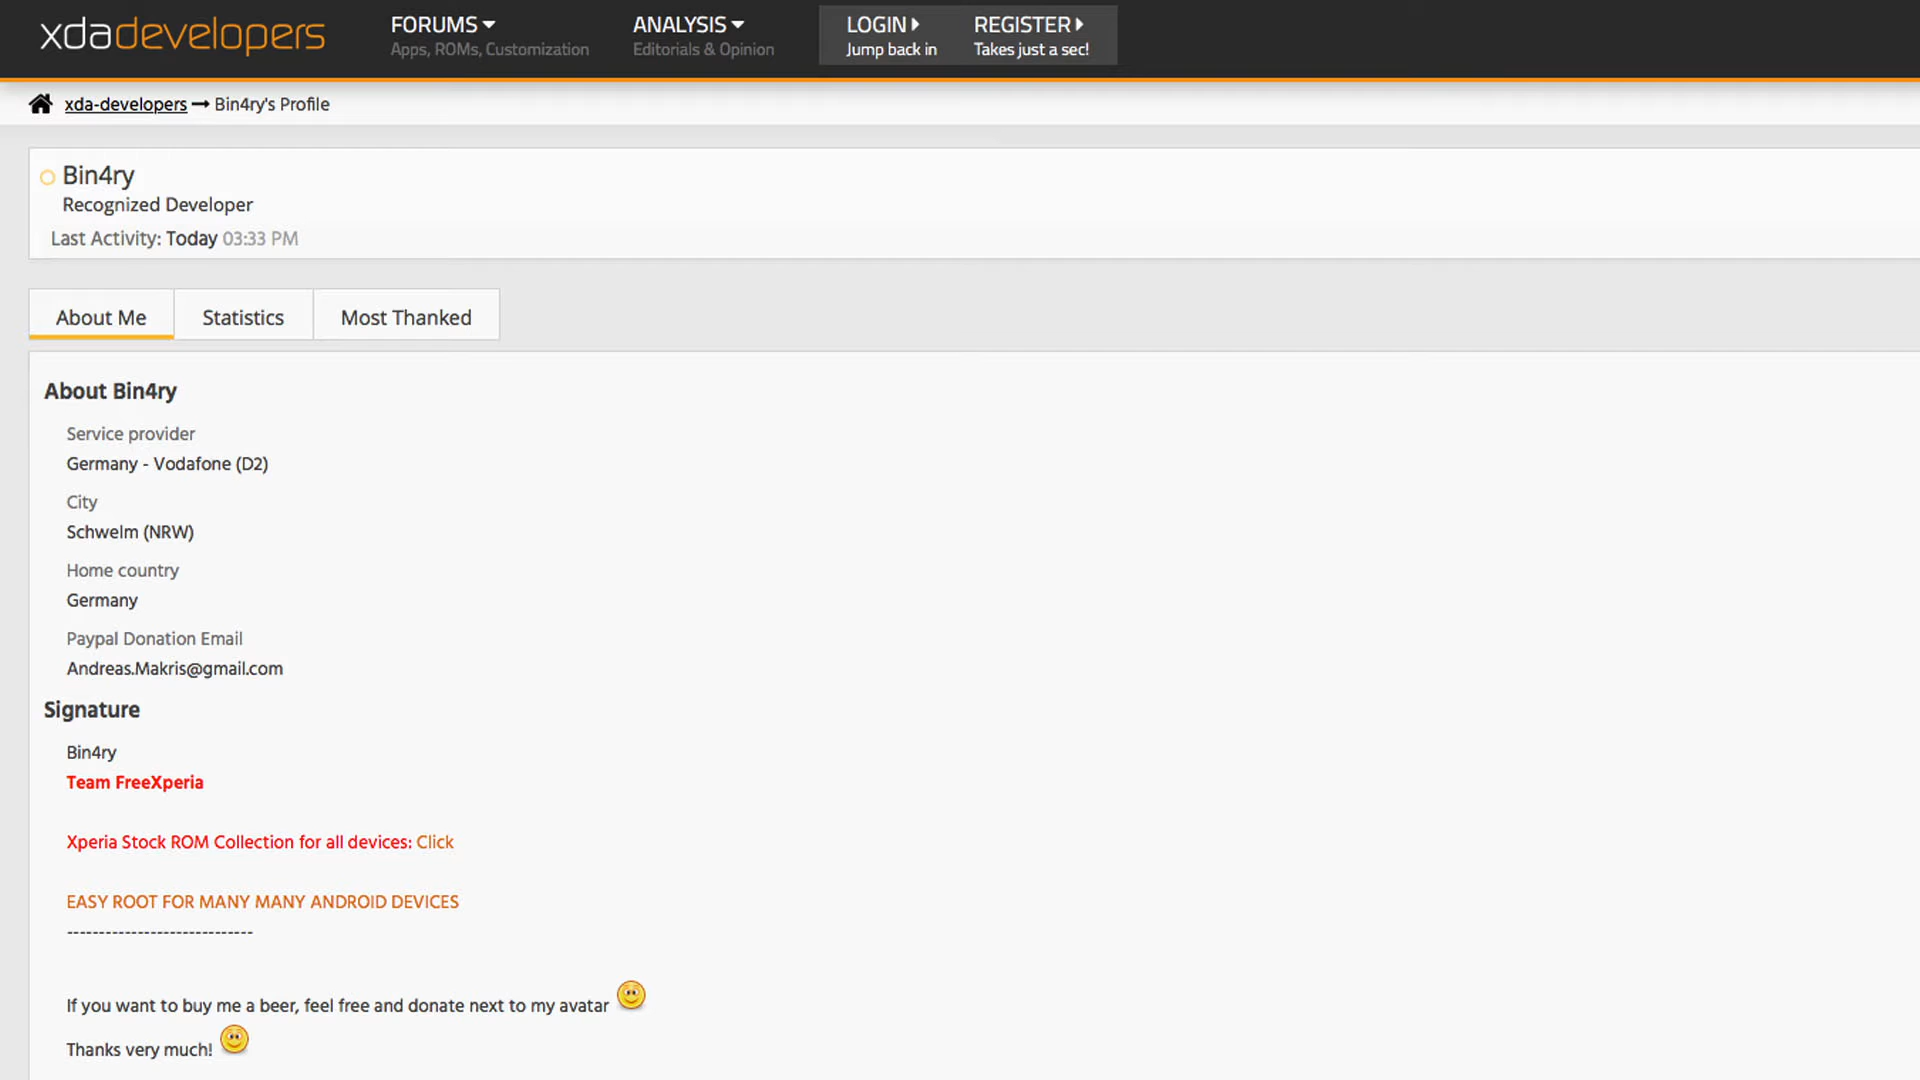 xdadevelopers
FORUMS
Apps, ROMs, Customization
ANALYSIS
Editorials & Opinion
LOGIN
Jump back in
REGISTER
Takes just a sec!
xda-developers → Bin4ry's Profile
Bin4ry
Recognized Developer
Last Activity: Today 03:33 PM
About Me
Statistics
Most Thanked
About Bin4ry
Service provider
Germany - Vodafone (D2)
City
Schwelm (NRW)
Home country
Germany
Paypal Donation Email
Andreas.Makris@gmail.com
Signature
Bin4ry
Team FreeXperia
Xperia Stock ROM Collection for all devices: Click
EASY ROOT FOR MANY MANY ANDROID DEVICES
-----------------------------
If you want to buy me a beer, feel free and donate next to my avatar
Thanks very much!